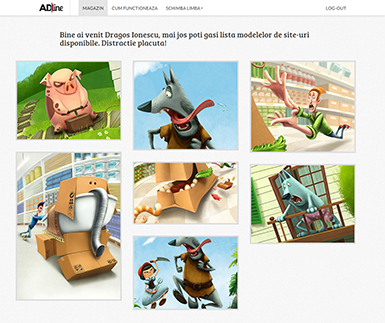 ADline
MAGAZIN CUM FUNCTIONEAZA SCHIMBA LIMBA LOG-OUT
Bine ai venit Dragos Ionescu, mai jos poti gasi lista modelelor de site-uri
disponibile. Distractie placuta!